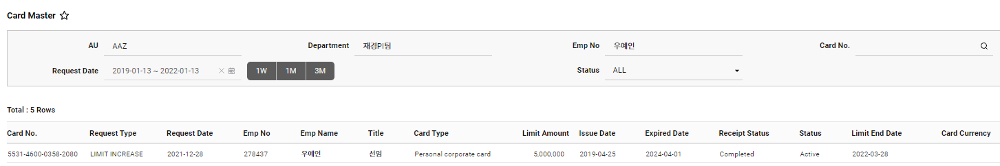 Card Master
AU AAZ Department 재경PI팀 Emp No 우예인 Card No.
Request Date 2019-01-13 ~ 2022-01-13 1W 1M 3M Status ALL
Total : 5 Rows
Card No. Request Type Request Date Emp No Emp Name Title Card Type Limit Amount Issue Date Expired Date Receipt Status Status Limit End Date Card Currency
5531-4600-0358-2080 LIMIT INCREASE 2021-12-28 278437 우예인 선임 Personal corporate card 5,000,000 2019-04-25 2024-04-01 Completed Active 2022-03-28